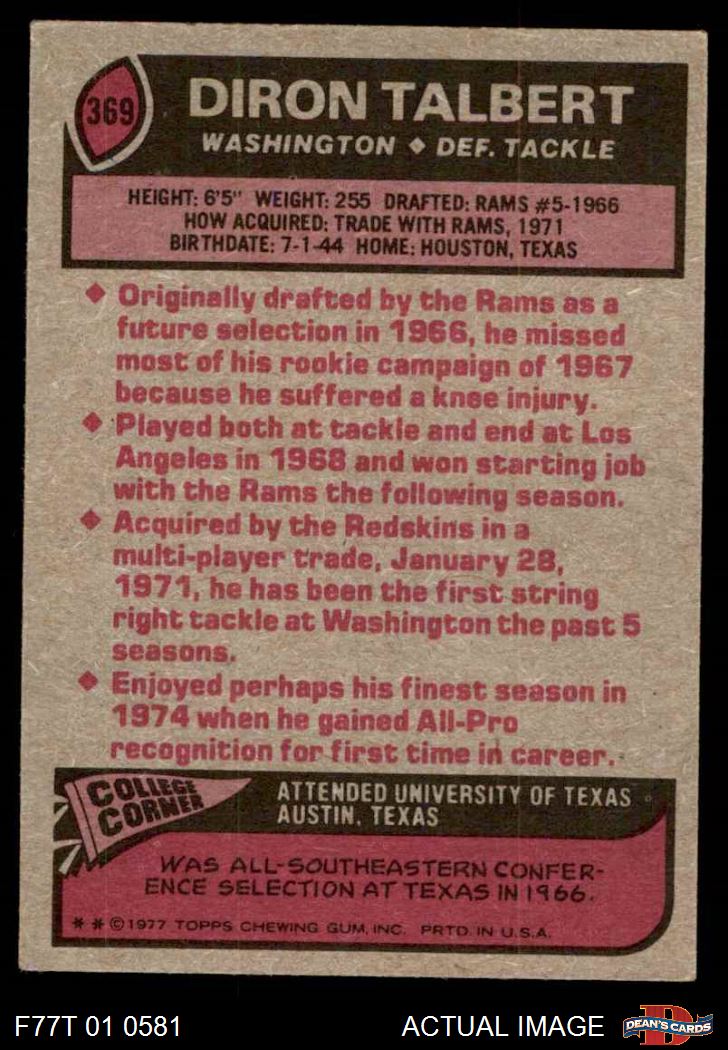 369
DIRON TALBERT
WASHINGTON ◆ DEF. TACKLE
HEIGHT: 6'5" WEIGHT: 255 DRAFTED: RAMS #5-1966
HOW ACQUIRED: TRADE WITH RAMS, 1971
BIRTHDATE: 7-1-44 HOME: HOUSTON, TEXAS
◆ Originally drafted by the Rams as a
future selection in 1966, he missed
most of his rookie campaign of 1967
because he suffered a knee injury.
◆ Played both at tackle and end at Los
Angeles in 1968 and won starting job
with the Rams the following season.
◆ Acquired by the Redskins in a
multi-player trade, January 28,
1971, he has been the first string
right tackle at Washington the past 5
seasons.
◆ Enjoyed perhaps his finest season in
1974 when he gained All-Pro
recognition for first time in career.
COLLEGE
CORNER
ATTENDED UNIVERSITY OF TEXAS
AUSTIN, TEXAS
WAS ALL-SOUTHEASTERN CONFER-
ENCE SELECTION AT TEXAS IN 1966.
* * © 1977 TOPPS CHEWING GUM, INC. PRTD. IN U.S.A.
F77T 01 0581
ACTUAL IMAGE
DEAN'S CARDS